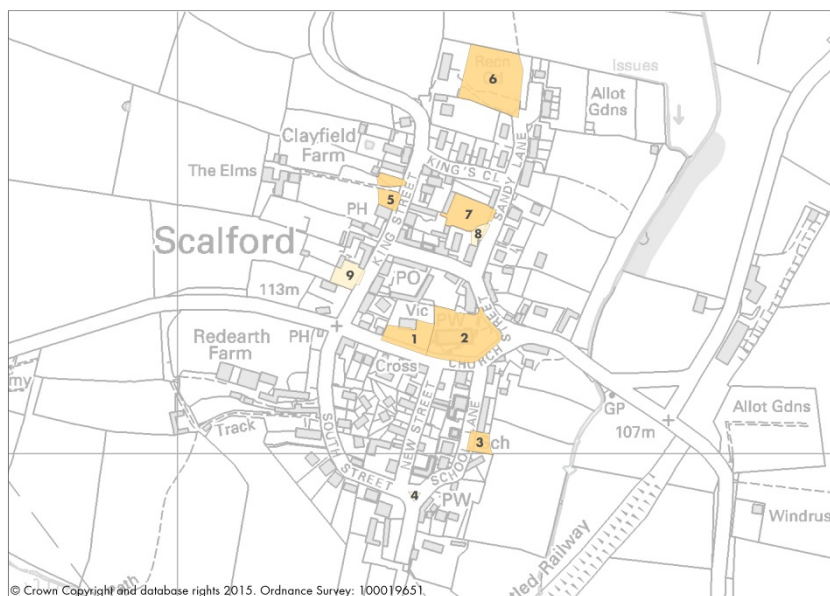 Recn
6
issues
Allot
Gdns
Clayfield
Farm
KING'S CL
SANDY LANE
The Elms
5
KING STREET
PH
7
8
Scalford
9
PO
113m
Vic
PW
CHURCH STREET
1
2
Redearth
Farm
PH
Cross
GP
Allot Gdns
107m
Track
SOUTH STREET
NEW STREET
SCHOOL LANE
3
ch
4
PW
Windrus
tled Railway
Path
© Crown Copyright and database rights 2015. Ordnance Survey: 100019651